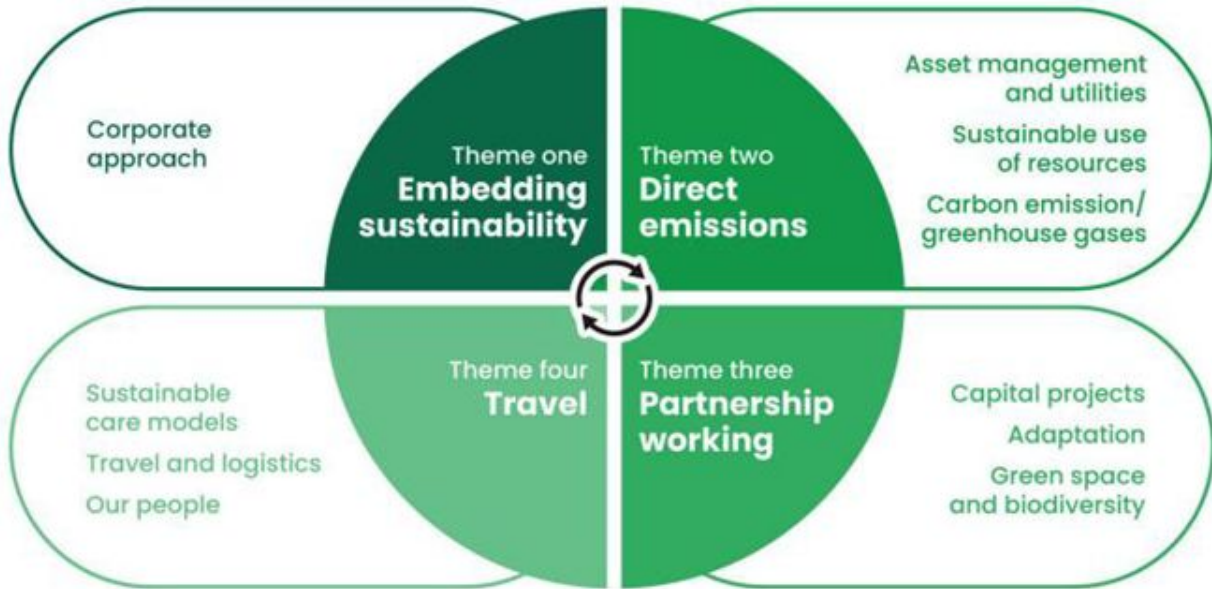 Corporate
approach
Theme one
Embedding
sustainability
Theme two
Direct
emissions
Asset management
and utilities
Sustainable use
of resources
Carbon emission/
greenhouse gases
Sustainable
care models
Travel and logistics
Our people
Theme four
Travel
Theme three
Partnership
working
Capital projects
Adaptation
Green space
and biodiversity